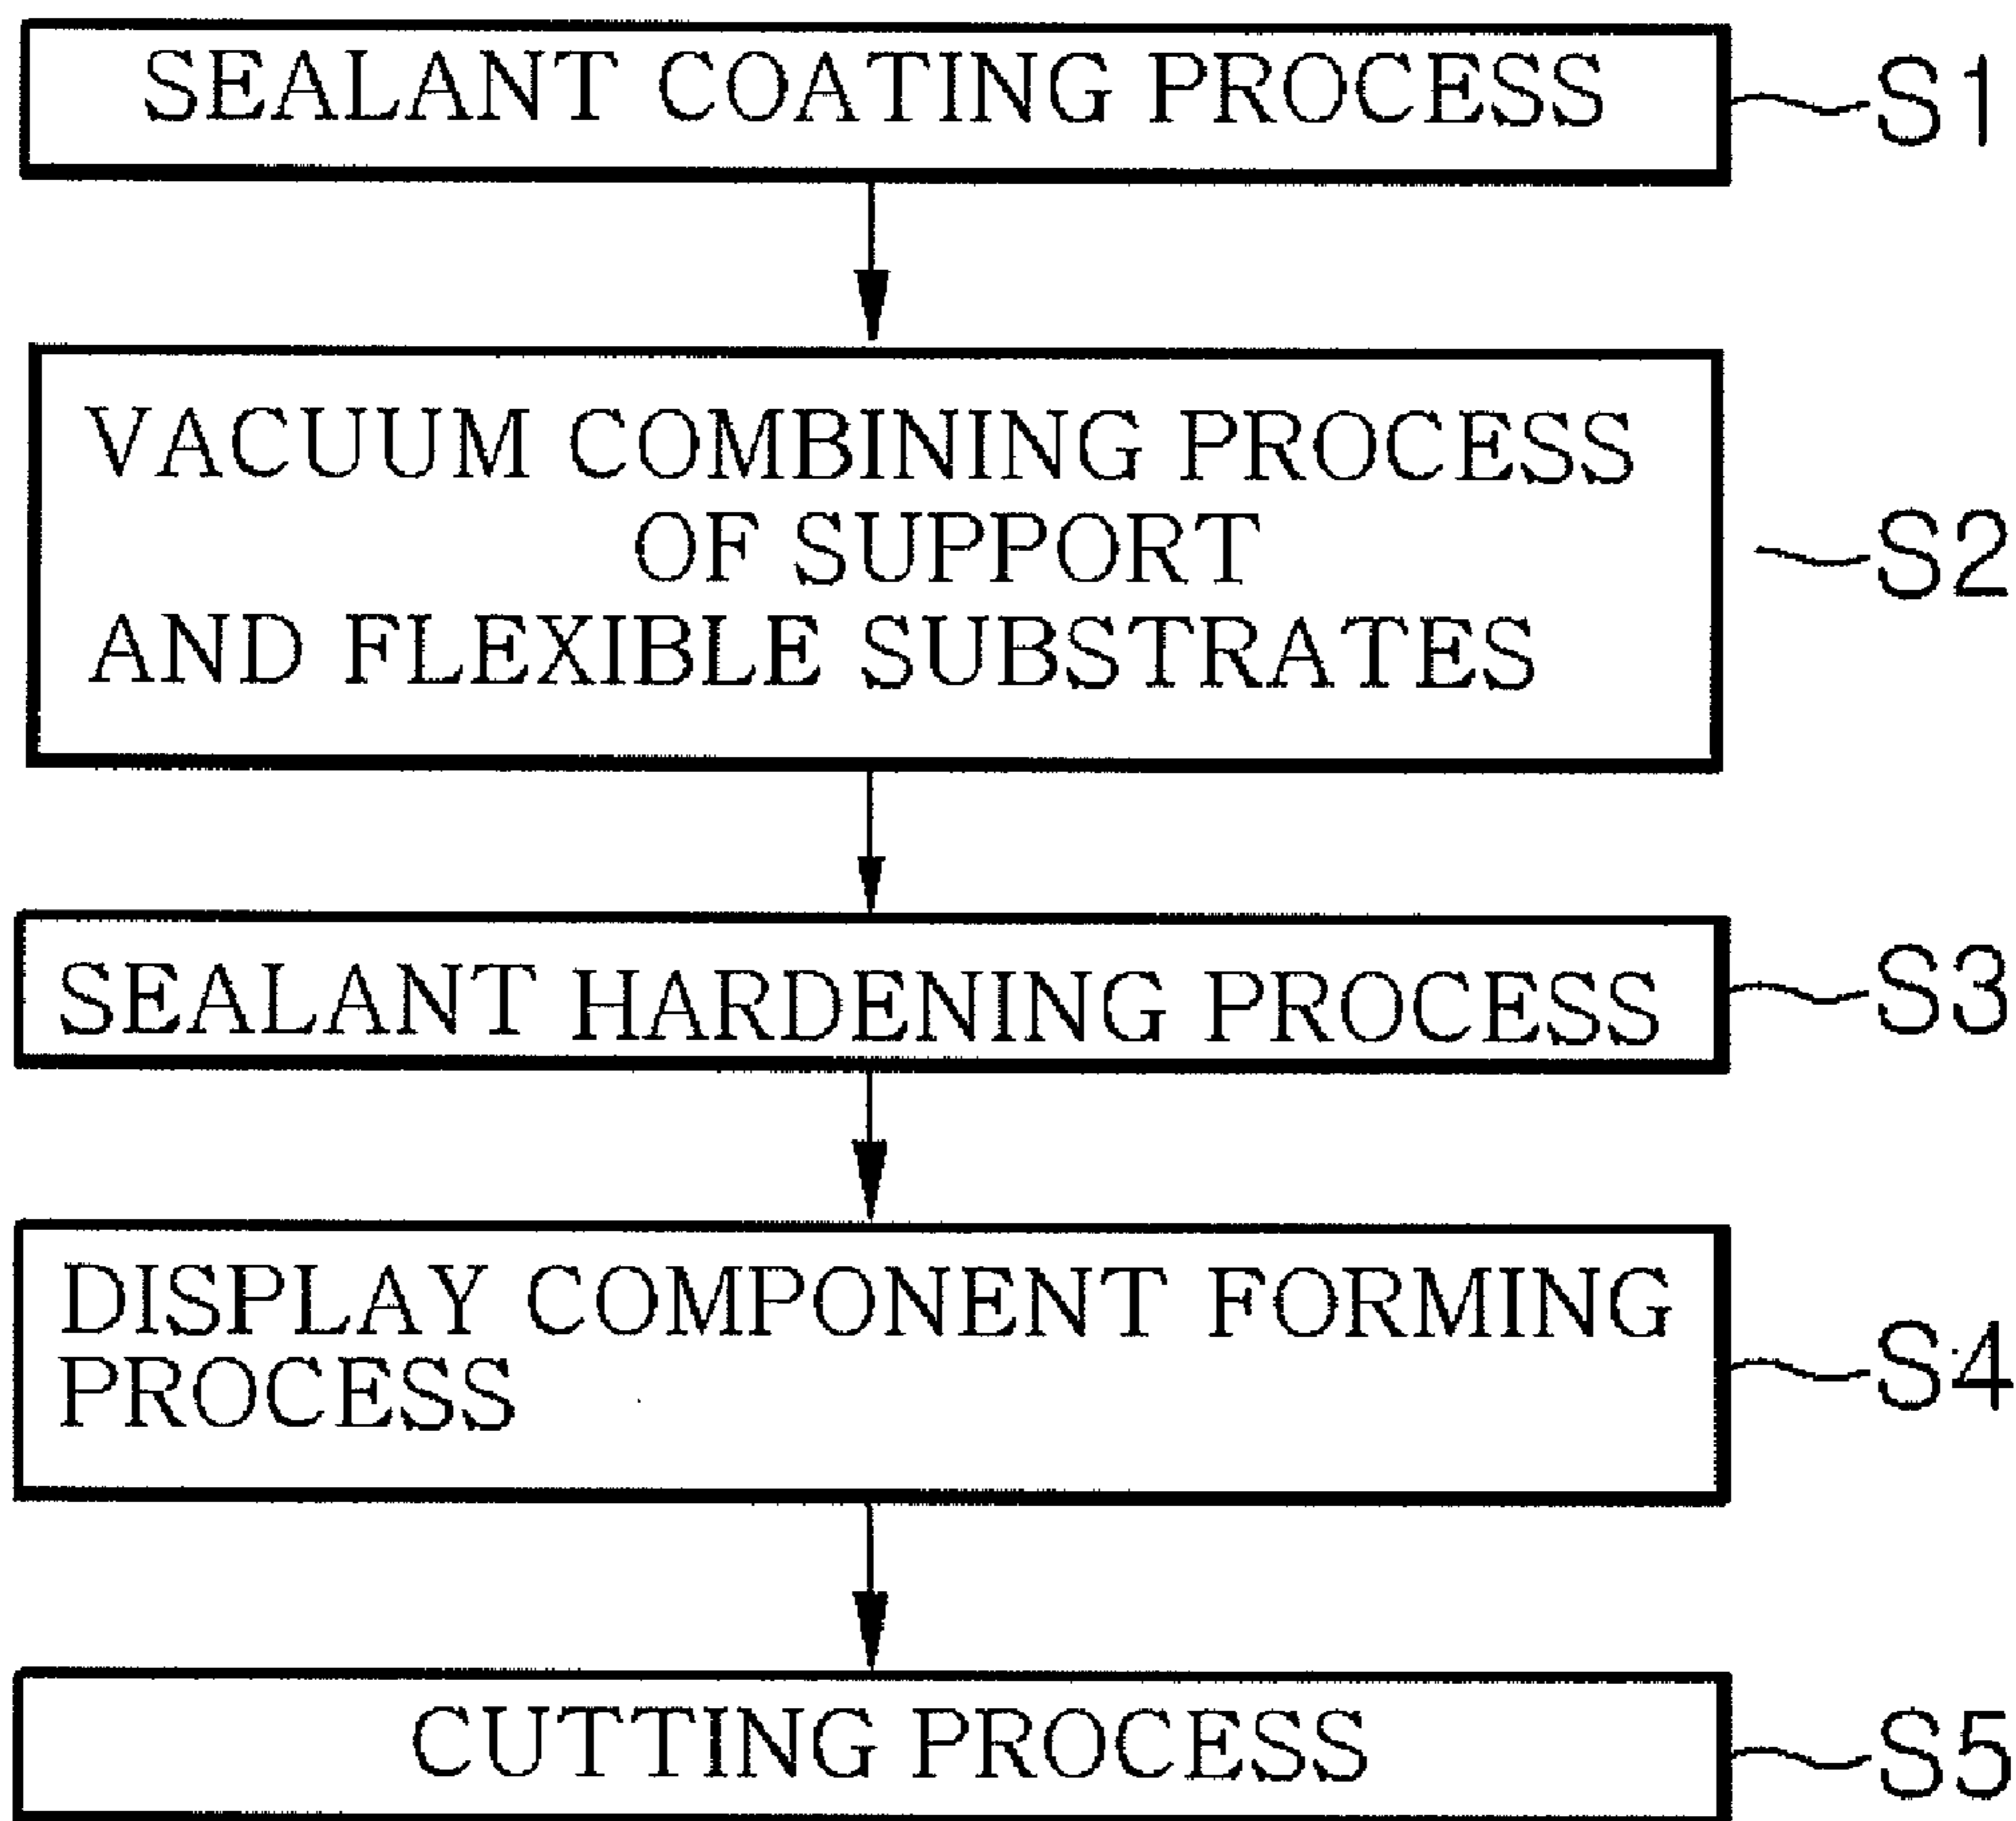 SEALANT COATING PROCESS
S1
VACUUM COMBINING PROCESS
OF SUPPORT
AND FLEXIBLE SUBSTRATES
S2
SEALANT HARDENING PROCESS
S3
DISPLAY COMPONENT FORMING
PROCESS
S4
CUTTING PROCESS
S5